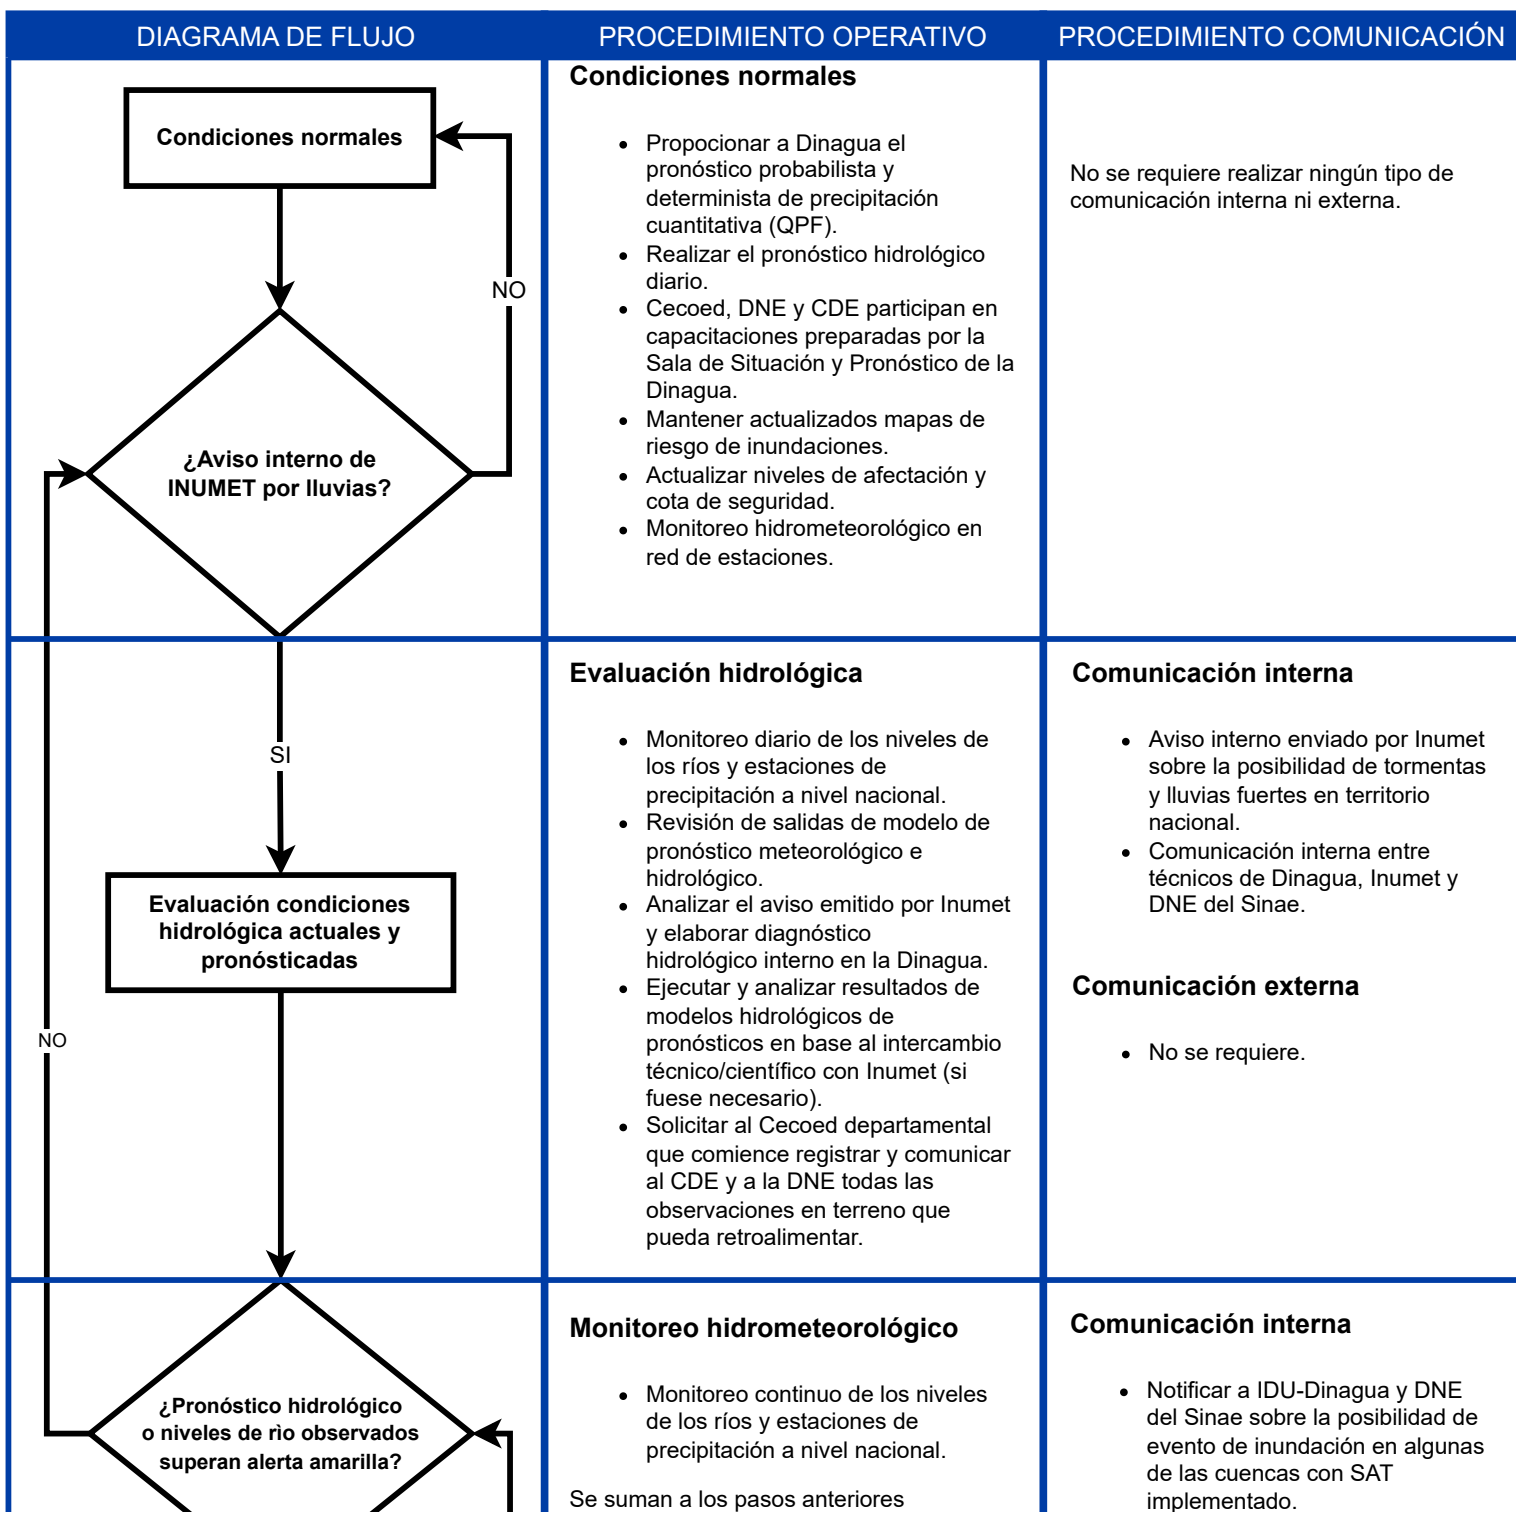 DIAGRAMA DE FLUJO
PROCEDIMIENTO OPERATIVO
PROCEDIMIENTO COMUNICACIÓN
Condiciones normales
NO
¿Aviso interno de
INUMET por lluvias?
Condiciones normales
Propocionar a Dinagua el
pronóstico probabilista y
determinista de precipitación
cuantitativa (QPF).
Realizar el pronóstico hidrológico
diario.
Cecoed, DNE y CDE participan en
capacitaciones preparadas por la
Sala de Situación y Pronóstico de la
Dinagua.
Mantener actualizados mapas de
riesgo de inundaciones.
Actualizar niveles de afectación y
cota de seguridad.
Monitoreo hidrometeorológico en
red de estaciones.
No se requiere realizar ningún tipo de
comunicación interna ni externa.
SI
Evaluación condiciones
hidrológica actuales y
pronósticadas
NO
Evaluación hidrológica
Monitoreo diario de los niveles de
los ríos y estaciones de
precipitación a nivel nacional.
Revisión de salidas de modelo de
pronóstico meteorológico e
hidrológico.
Analizar el aviso emitido por Inumet
y elaborar diagnóstico
hidrológico interno en la Dinagua.
Ejecutar y analizar resultados de
modelos hidrológicos de
pronósticos en base al intercambio
técnico/científico con Inumet (si
fuese necesario).
Solicitar al Cecoed departamental
que comience registrar y comunicar
al CDE y a la DNE todas las
observaciones en terreno que
pueda retroalimentar.
Comunicación interna
Aviso interno enviado por Inumet
sobre la posibilidad de tormentas
y lluvias fuertes en territorio
nacional.
Comunicación interna entre
técnicos de Dinagua, Inumet y
DNE del Sinae.
Comunicación externa
No se requiere.
¿Pronóstico hidrológico
o niveles de rìo observados
superan alerta amarilla?
Monitoreo hidrometeorológico
Monitoreo continuo de los niveles
de los ríos y estaciones de
precipitación a nivel nacional.
Se suman a los pasos anteriores
Comunicación interna
Notificar a IDU-Dinagua y DNE
del Sinae sobre la posibilidad de
evento de inundación en algunas
de las cuencas con SAT
implementado.